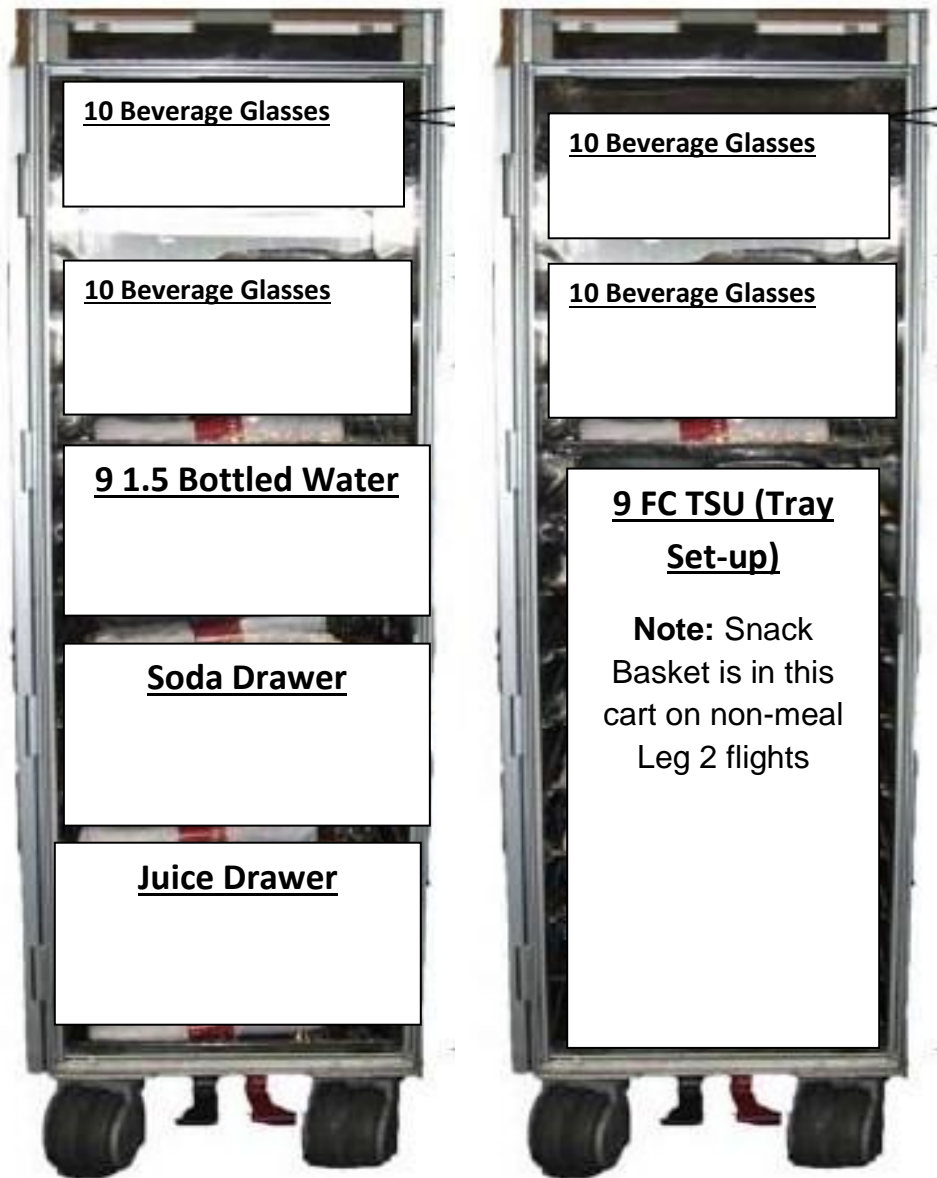 10 Beverage Glasses
10 Beverage Glasses
9 1.5 Bottled Water
Soda Drawer
Juice Drawer
10 Beverage Glasses
10 Beverage Glasses
9 FC TSU (Tray
Set-up)
Note: Snack
Basket is in this
cart on non-meal
Leg 2 flights